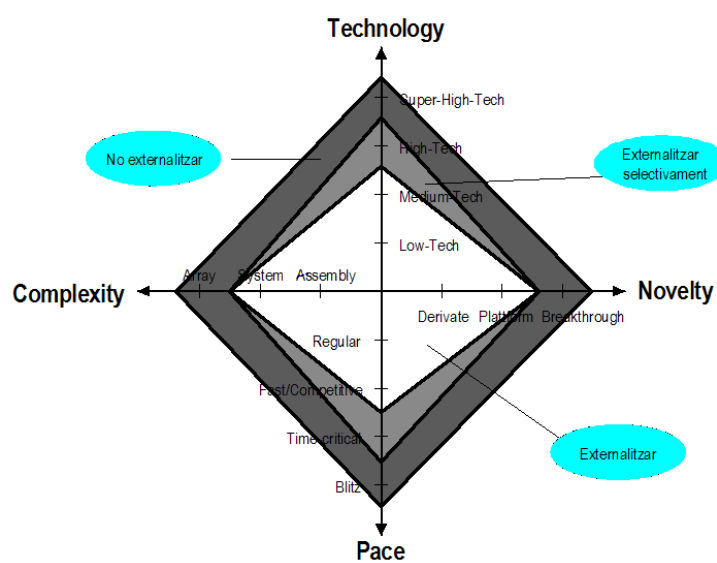 Technology
Super-High-Tech
No externalitzar
High-Tech
Externalitzar
selectivament
Medium-Tech
Low-Tech
Array System Assembly
Complexity
Novelty
Derivate Plattform Breakthrough
Regular
Fast/Competitive
Time-critical
Externalitzar
Blitz
Pace